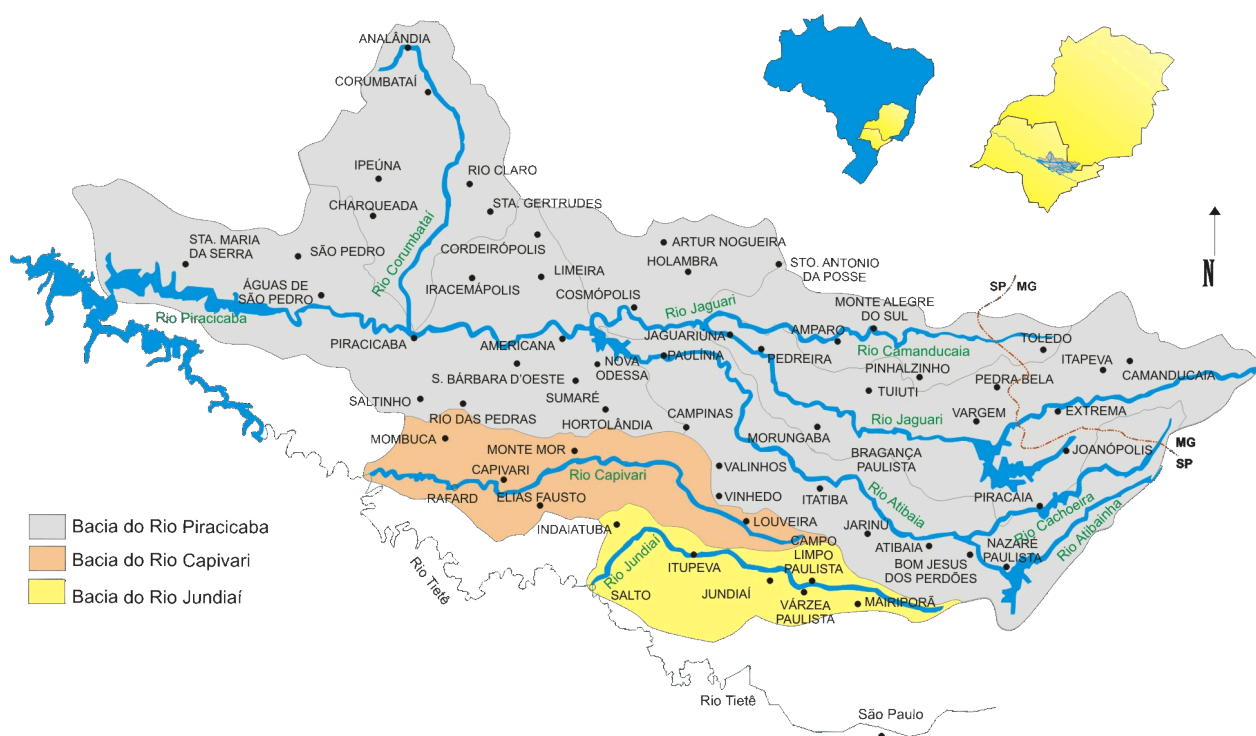 ANALÂNDIA
CORUMBATAÍ
IPEÚNA
RIO CLARO
CHARQUEADA
STA. GERTRUDES
Rio Corumbataí
STA. MARIA
DA SERRA
SÃO PEDRO
CORDEIRÓPOLIS
ARTUR NOGUEIRA
HOLAMBRA
STO. ANTONIO
DA POSSE
ÁGUAS DE
SÃO PEDRO
IRACEMÁPOLIS
LIMEIRA
COSMÓPOLIS
Rio Jaguari
MONTE ALEGRE
DO SUL
SP
MG
N
Rio Piracicaba
PIRACICABA
AMERICANA
JAGUARIÚNA
AMPARO
TOLEDO
Rio Camanducaia
ITAPEVA
PAULÍNIA
PEDREIRA
NOVA
ODESSA
PINHALZINHO
CAMANDUCAIA
S. BÁRBARA D'OESTE
TUIUTI
PEDRA BELA
SALTINHO
SUMARÉ
RIO DAS PEDRAS
HORTOLÂNDIA
CAMPINAS
Rio Jaguari
VARGEM
EXTREMA
MOMBUCA
MORUNGABA
MG
SP
MONTE MOR
BRAGANÇA
PAULISTA
JOANÓPOLIS
CAPIVARI
Rio Capivari
VALINHOS
RAFARD
ELIAS FAUSTO
VINHEDO
ITATIBA
Rio Atibaia
PIRACAIA
Rio Cachoeira
Rio Atibainha
INDAIATUBA
LOUVEIRA
JARINU
Bacia do Rio Piracicaba
CAMPO
LIMPO
PAULISTA
ATIBAIA
NAZARÉ
PAULISTA
Bacia do Rio Capivari
Rio Jundiaí
ITUPEVA
BOM JESUS
DOS PERDÕES
Bacia do Rio Jundiaí
Rio Tietê
SALTO
JUNDIAÍ
VÁRZEA
PAULISTA
MAIRIPORÃ
Rio Tietê
São Paulo